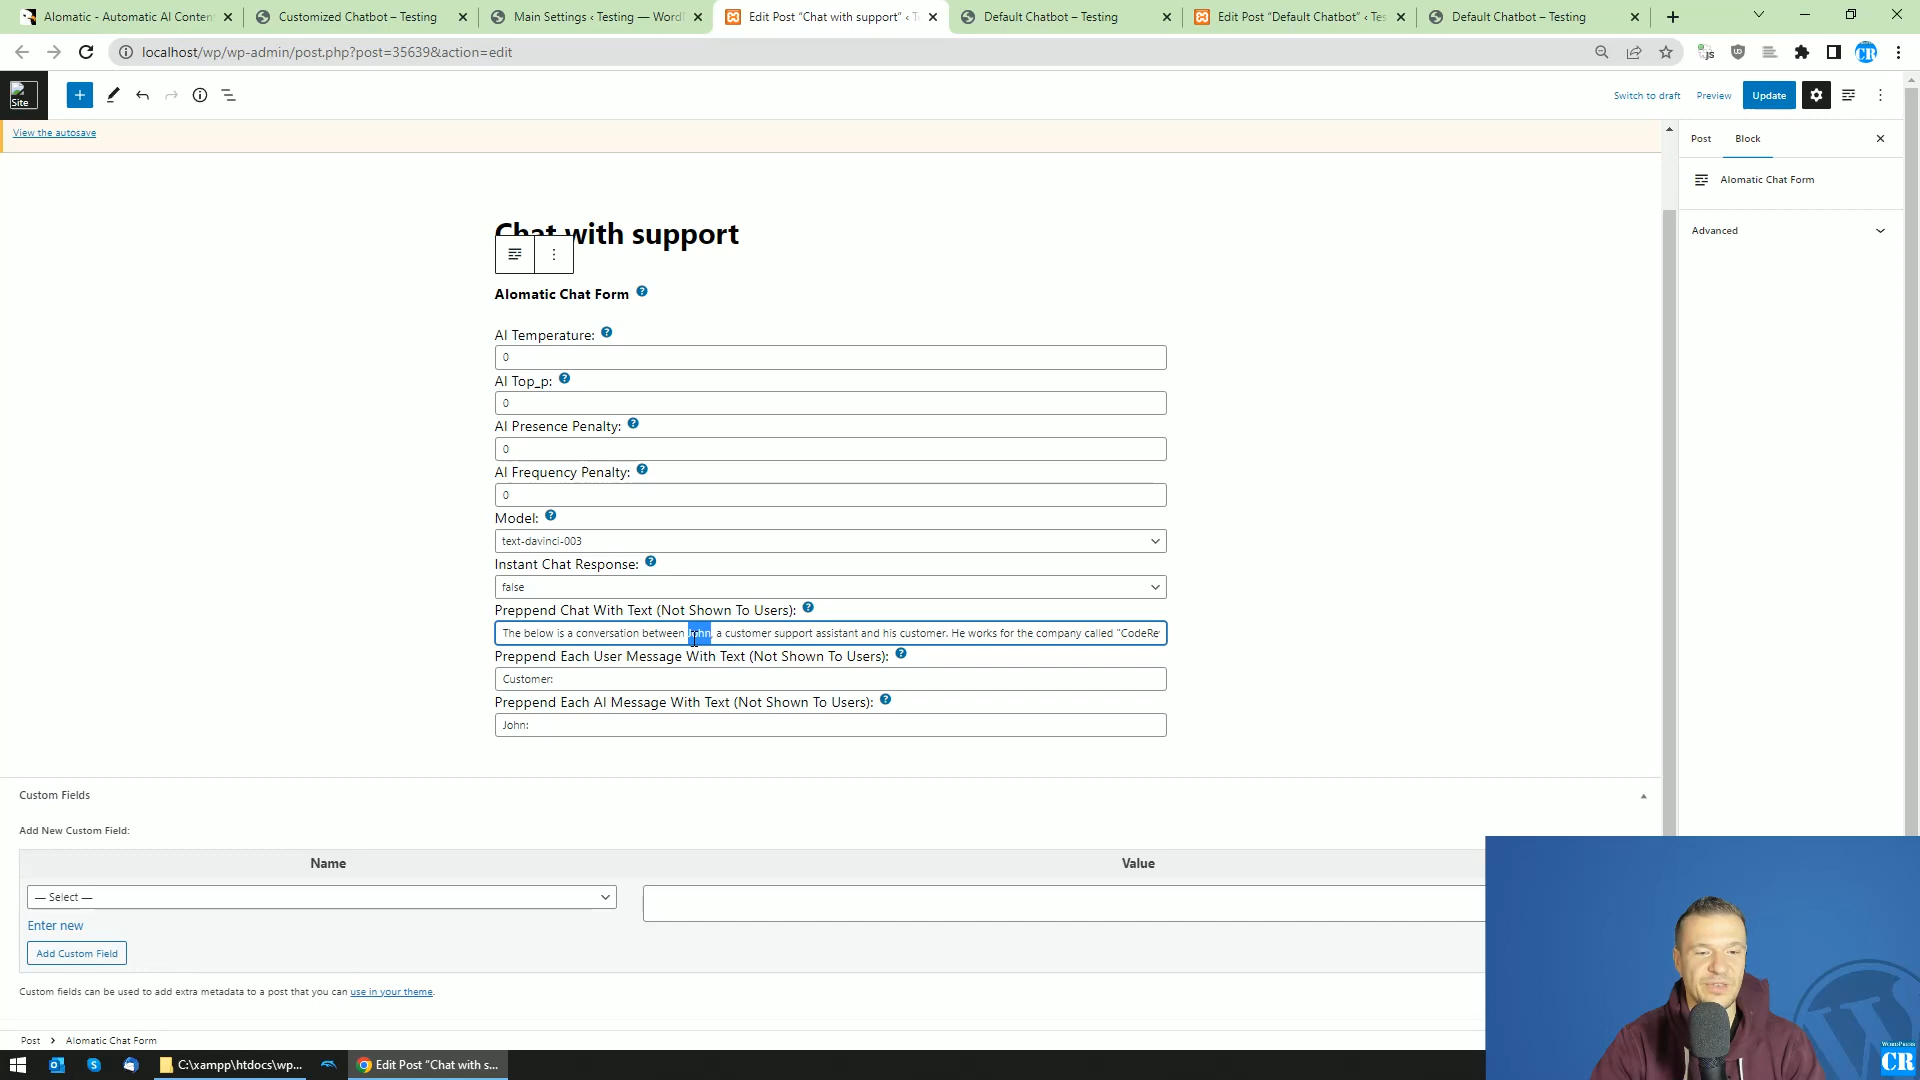 Aiomatic - Automatic AI Conten
Customized Chatbot – Testing
Main Settings ‹ Testing — WordP
Edit Post “Chat with support” ‹ T
Default Chatbot – Testing
Edit Post “Default Chatbot” ‹ Tes
Default Chatbot – Testing
localhost/wp/wp-admin/post.php?post=35639&action=edit
Site
Switch to draft
Preview
Update
View the autosave
Post
Block
AIomatic Chat Form
Advanced
Chat with support
AIomatic Chat Form
AI Temperature:
0
AI Top_p:
0
AI Presence Penalty:
0
AI Frequency Penalty:
0
Model:
text-davinci-003
Instant Chat Response:
false
Preppend Chat With Text (Not Shown To Users):
The below is a conversation between John, a customer support assistant and his customer. He works for the company called "CodeRe
Preppend Each User Message With Text (Not Shown To Users):
Customer:
Preppend Each AI Message With Text (Not Shown To Users):
John:
Custom Fields
Add New Custom Field:
Name
Value
— Select —
Enter new
Add Custom Field
Custom fields can be used to add extra metadata to a post that you can use in your theme.
Post
AIomatic Chat Form
C:\xampp\htdocs\wp...
Edit Post "Chat with s...
WORDPRESS
CR